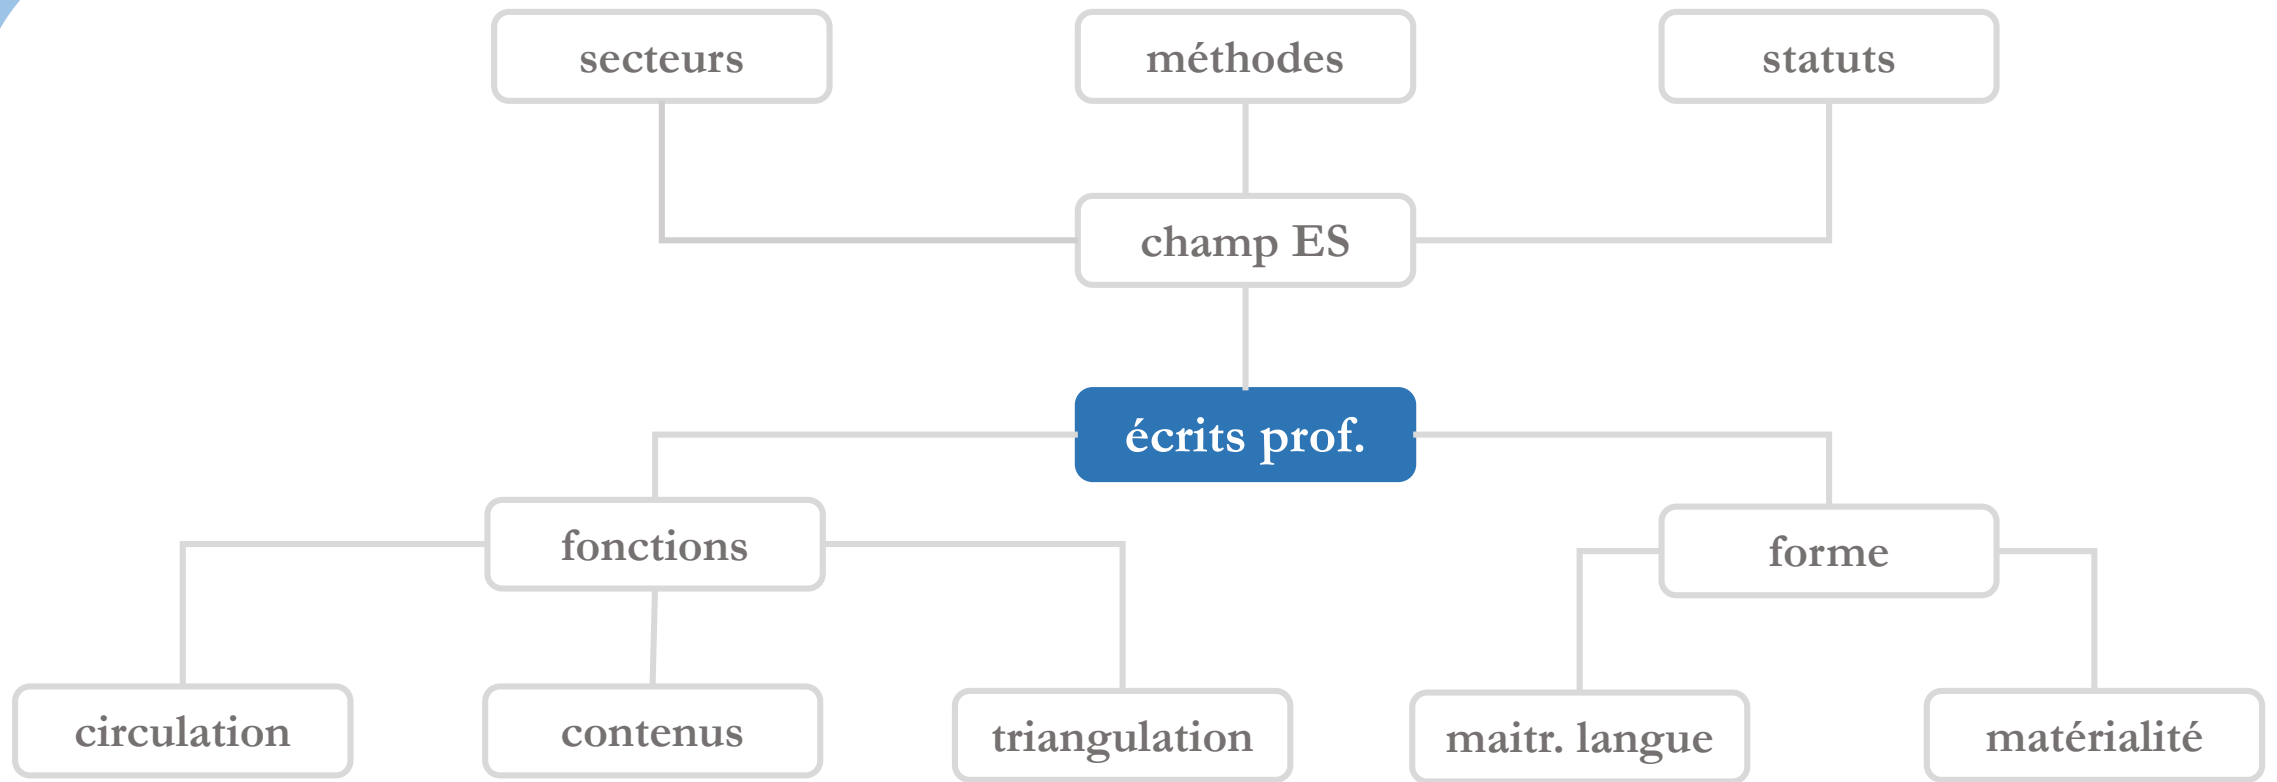 secteurs
méthodes
statuts
champ ES
écrits prof.
fonctions
forme
circulation
contenus
triangulation
maitr. langue
matérialité